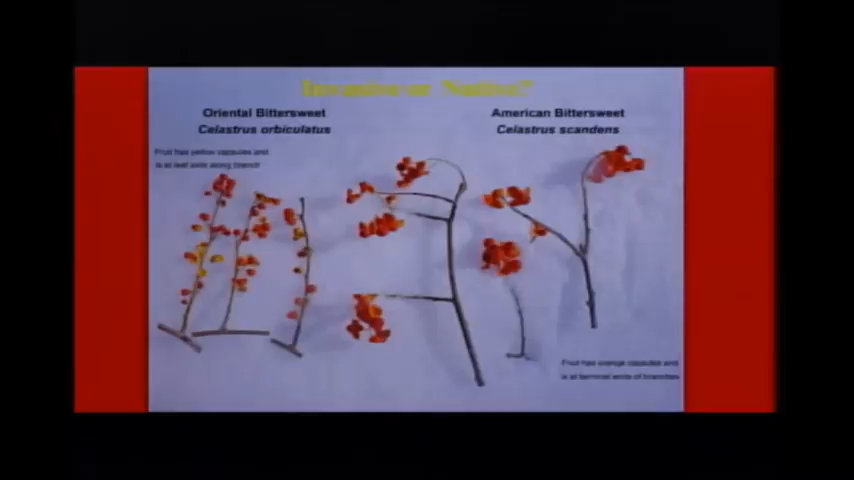 Invasive or Native?
Oriental Bittersweet
Celastrus orbiculatus
American Bittersweet
Celastrus scandens
Fruit has yellow capsules and
is at leaf axils along branch
Fruit has orange capsules and
is at terminal ends of branches